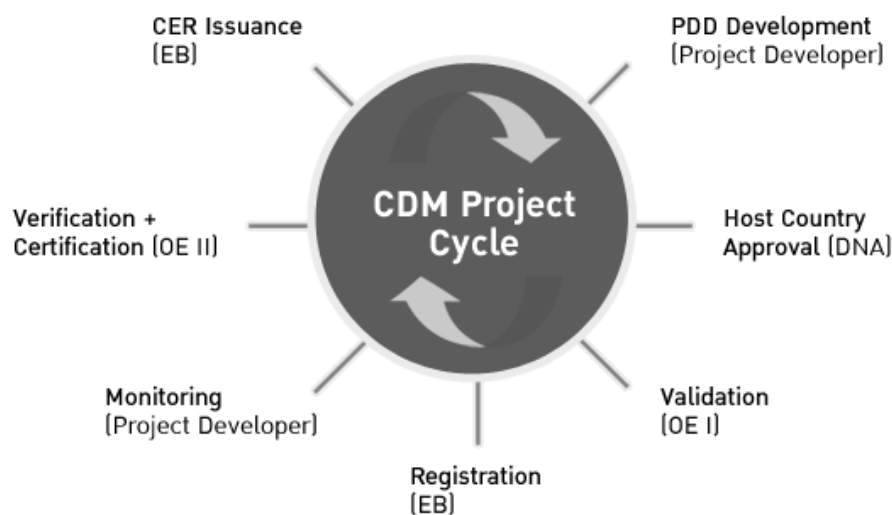 CER Issuance
(EB)
PDD Development
(Project Developer)
CDM Project
Cycle
Verification +
Certification (OE II)
Host Country
Approval (DNA)
Monitoring
(Project Developer)
Validation
(OE I)
Registration
(EB)